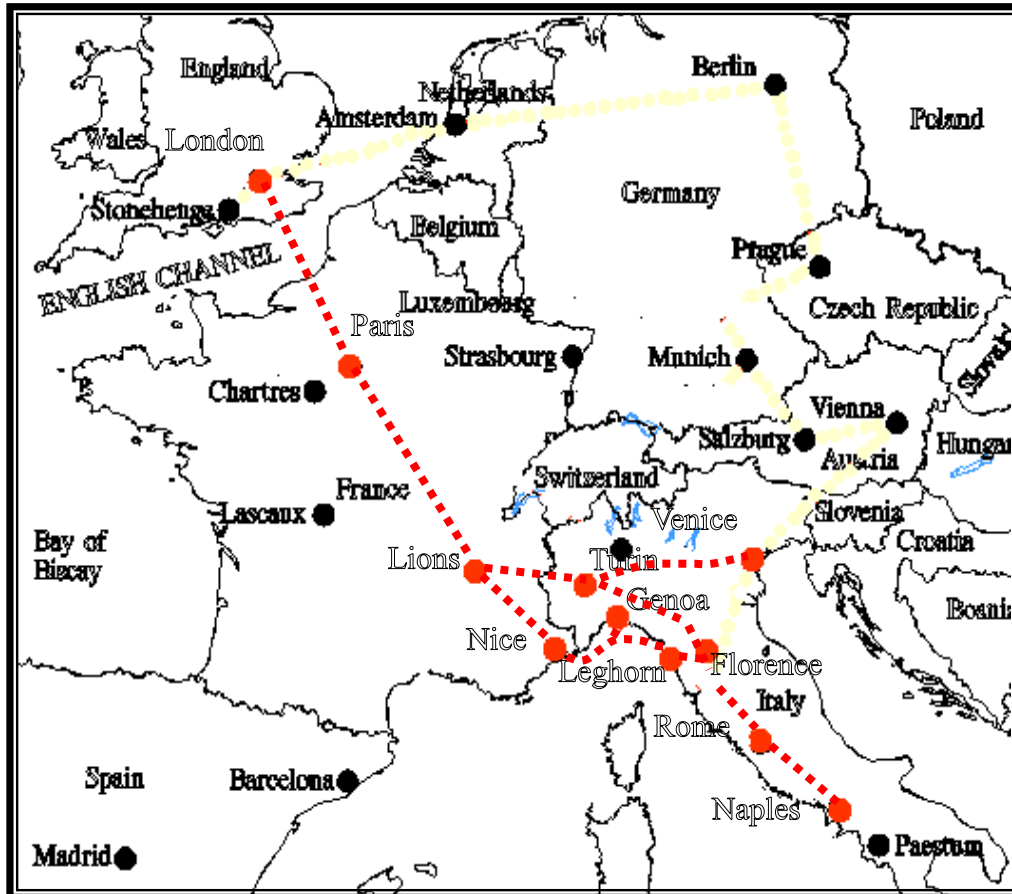 England
Berlin
Netherlands
Amsterdam
Poland
Wales
London
Germany
Stonehenge
Belgium
Prague
ENGLISH CHANNEL
Luxembourg
Czech Republic
Paris
Strasbourg
Munich
Slovak
Chartres
Vienna
Salzburg
Hungar
Austria
Switzerland
France
Venice
Slovenia
Lascaux
Bay of
Biscay
Croatia
Lions
Turin
Genoa
Bosnia
Nice
Leghorn
Florence
Italy
Rome
Spain
Barcelona
Naples
Madrid
Paestum